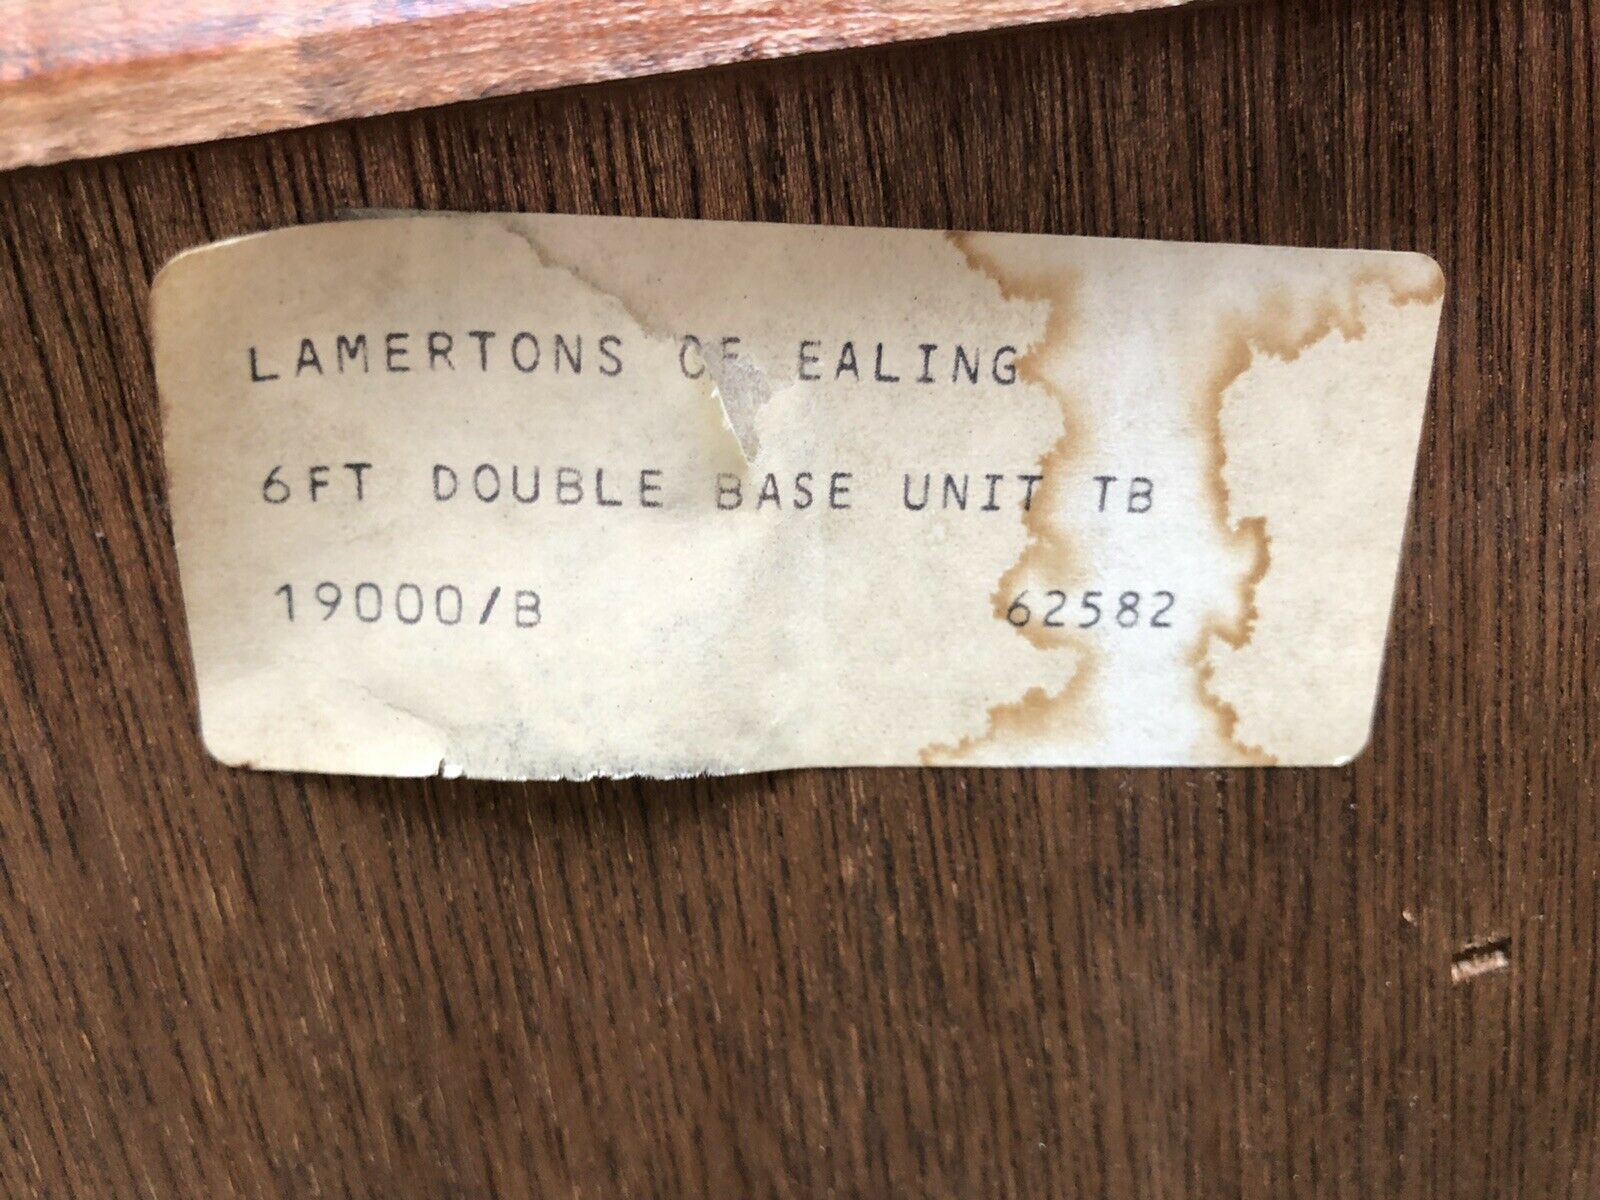 LAMERTONS OF EALING
6FT DOUBLE BASE UNIT TB
19000/B 62582